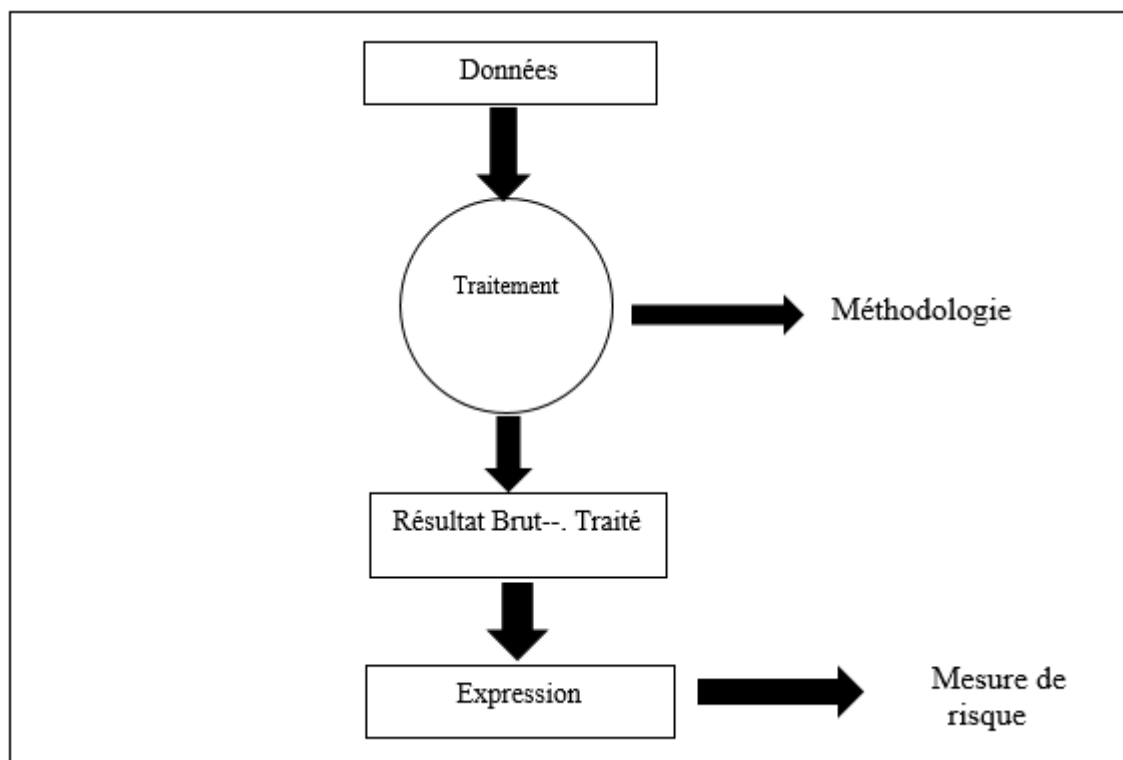 Données
Traitement
Méthodologie
Résultat Brut--. Traité
Expression
Mesure de
risque